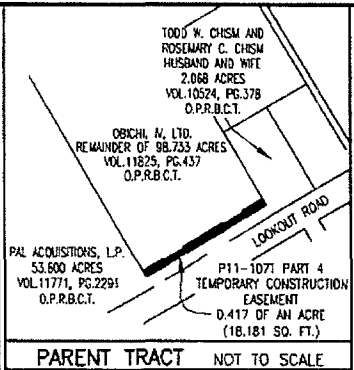 TODD W. CHISM AND
ROSEMARY C. CHISM
HUSBAND AND WIFE
2.068 ACRES
VOL.10524, PG.378
O.P.R.B.C.T.
OBICHI, IV, LTD.
REMAINDER OF 98.733 ACRES
VOL.11825, PG.437
O.P.R.B.C.T.
LOOKOUT ROAD
PAL ACQUISITIONS, L.P.
53.600 ACRES
VOL.11771, PG.2291
O.P.R.B.C.T.
P11-1071 PART 4
TEMPORARY CONSTRUCTION
EASEMENT
0.417 OF AN ACRE
(18,181 SQ. FT.)
PARENT TRACT NOT TO SCALE